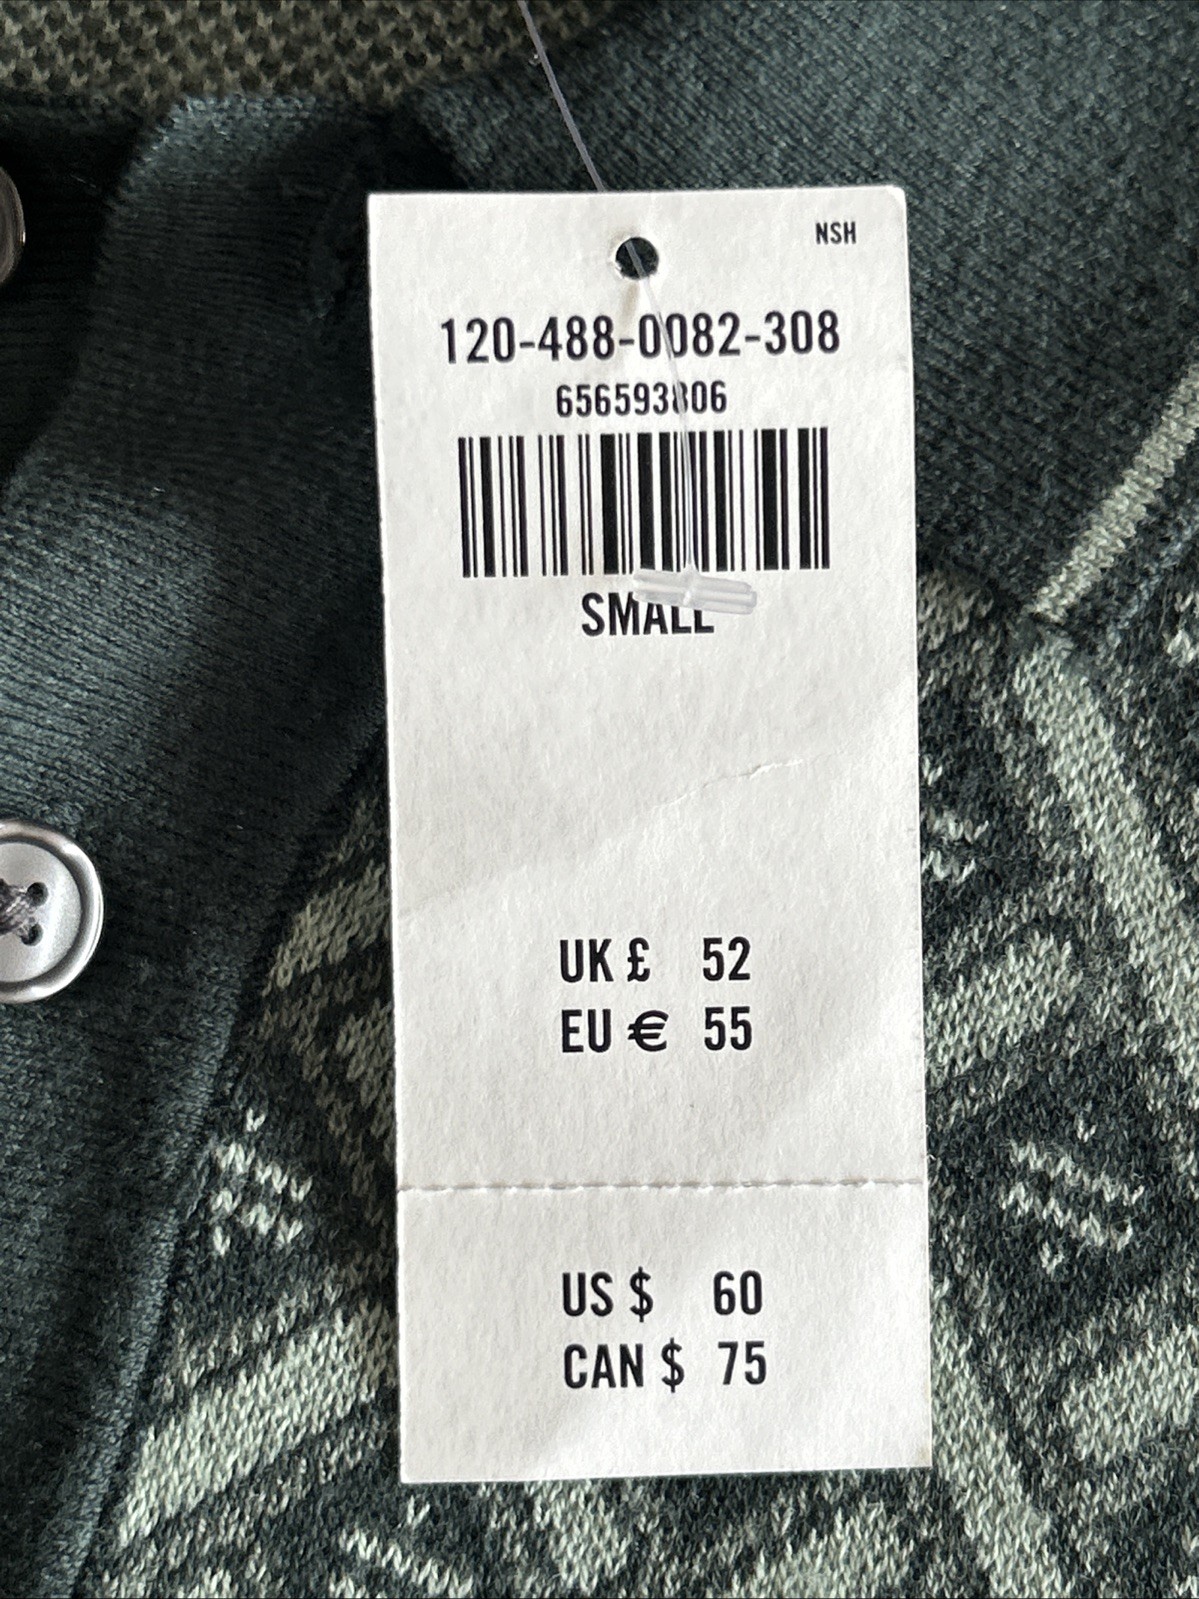 NSH
120-488-0082-308
656593806
SMALL
UK £ 52
EU € 55
US $ 60
CAN $ 75